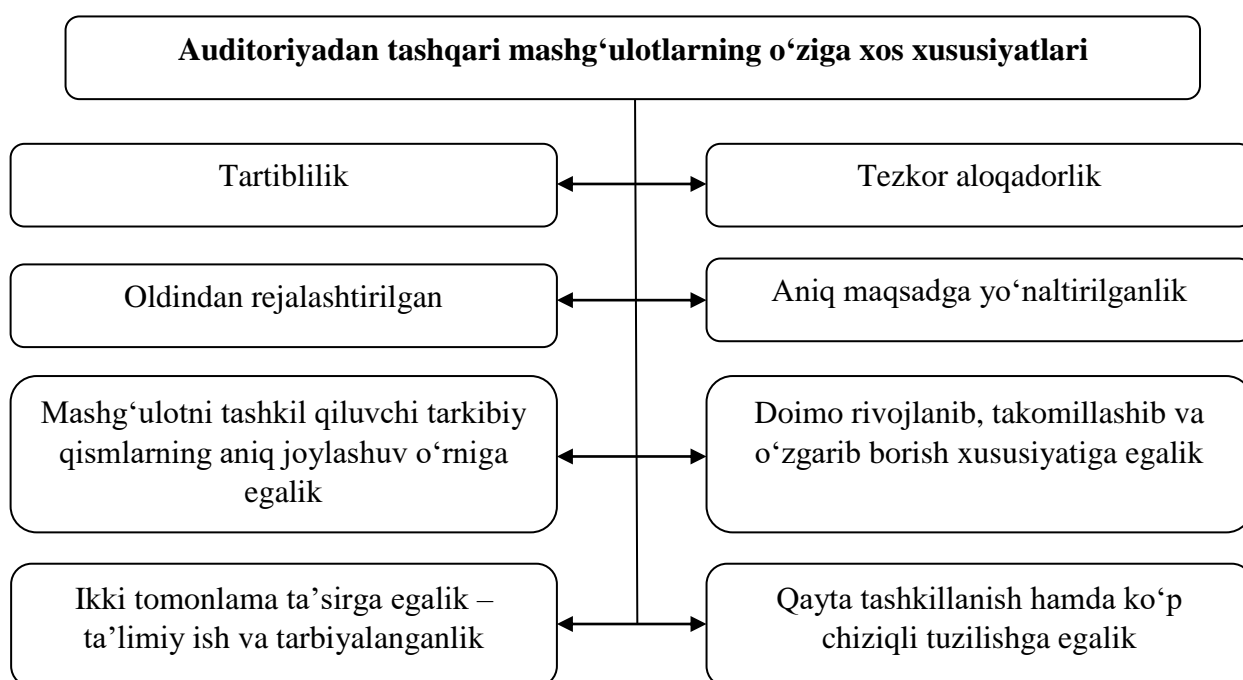 Auditoriyadan tashqari mashg‘ulotlarning o‘ziga xos xususiyatlari
Tartiblilik
Tezkor aloqadorlik
Oldindan rejalashtirilgan
Aniq maqsadga yo‘naltirilganlik
Mashg‘ulotni tashkil qiluvchi tarkibiy
qismlarning aniq joylashuv o‘rniga
egalik
Doimo rivojlanib, takomillashib va
o‘zgarib borish xususiyatiga egalik
Ikki tomonlama ta’sirga egalik –
ta’limiy ish va tarbiyalanganlik
Qayta tashkillanish hamda ko‘p
chiziqli tuzilishga egalik